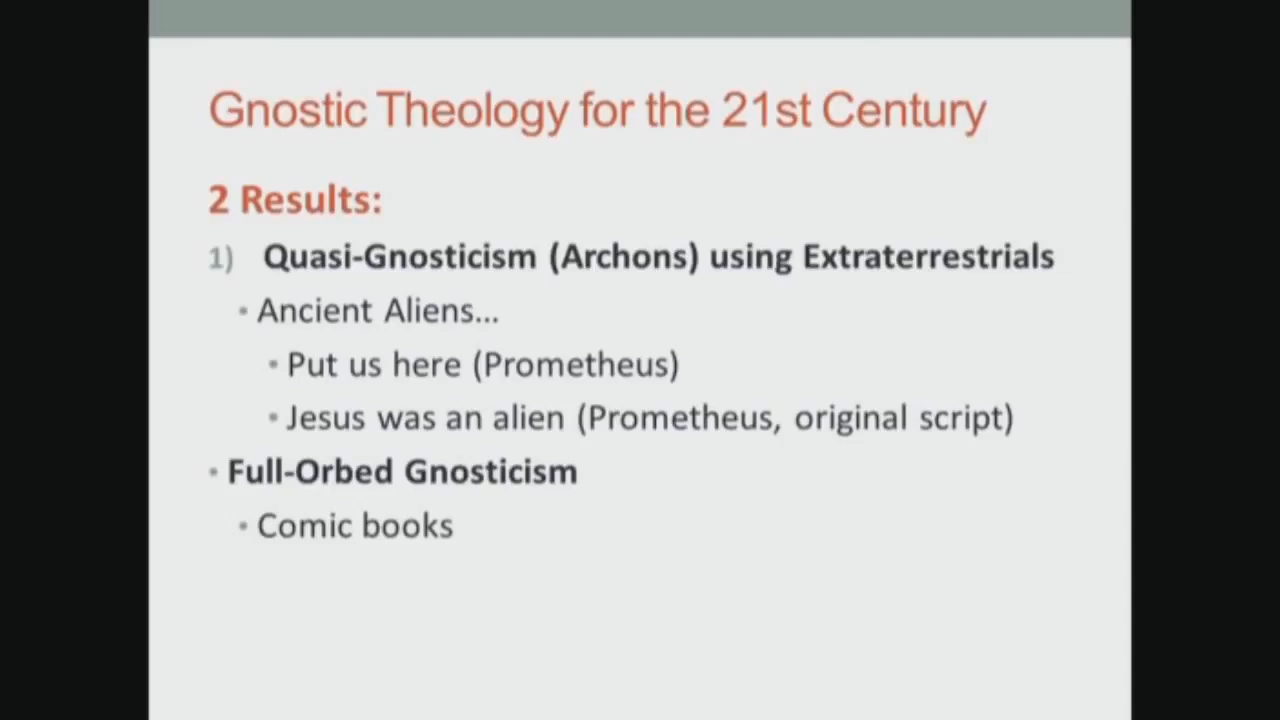 Gnostic Theology for the 21st Century
2 Results:
1) Quasi-Gnosticism (Archons) using Extraterrestrials
• Ancient Aliens...
• Put us here (Prometheus)
• Jesus was an alien (Prometheus, original script)
• Full-Orbed Gnosticism
• Comic books